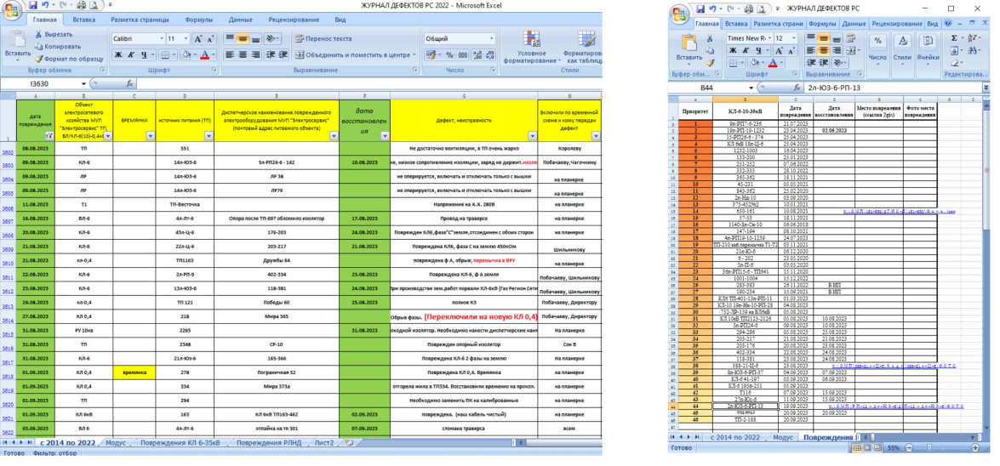 ЖУРНАЛ ДЕФЕКТОВ РС 2022 - Microsoft Excel
Главная Вставка Разметка страницы Формулы Данные Рецензирование Вид
Вставить
Вырезать
Копировать
Формат по образцу
Буфер обмена
Calibri 11
Ж К Ч
Шрифт
Перенос текста
Объединить и поместить в центре
Выравнивание
Общий
% 000
Число
Условное форматирование
Форматировать как таблицу
Стили
I3630 fx
A B C D E F G H
дата повреждения
Объект электросетевого хозяйства МУП "Электросервис" ТП, ВЛ/КЛ-6(10)-0,4кВ
ВРЕМЯНКИ
источник питания (ТП)
Диспетчерское наименование поврежденного электрооборудования МУП "Электросервис" (почтовый адрес питаемого объекта)
дата восстановления
Дефект, неисправность
Включили по временной схеме и кому передан дефект
3602 08.08.2023 ТП 551 Не достаточно вентиляции, в ТП очень жарко Королеву
3603 09.08.2023 КЛ-6 14л-ЮЗ-6 5л-РП24-6 - 142 10.08.2023 не, низкое сопротивление изоляции, заряд не держит. Побачаеву,Чагочкину
3604 09.08.2023 ЛР 14л-ЮЗ-6 ЛР 38 не оперируется, включать и отключать только с вышки на планерке
3605 09.08.2023 ЛР 14л-ЮЗ-6 ЛР76 не оперируется, включать и отключать только с вышки на планерке
3606 11.08.2023 Т1 ТП-Весточка Напряжение на Х.Х. 280В на планерке
3607 16.08.2023 ВЛ-6 4л-ЛТ-6 Опора после ТП-697 обломило изолятор 17.08.2023 Провод на траверсе на планерке
3608 20.08.2023 КЛ-6 43л-Ц-6 176-203 24.08.2023 Поврежден КЛ6,фаза"С"земля,отсоединен с обоих сторон на планерке
3609 21.08.2023 КЛ-6 22л-Ц-6 203-217 21.08.2023 Повреждена КЛ6, фаза С на землю 450кОм Шильникову
3610 21.08.2023 кл-0,4 ТП1163 Дружбы 64 повреждена ф А, обрыв; перемычка в ВРУ на планерке
3611 22.08.2023 КЛ-6 2л-РП-9 402-334 23.08.2023 Повреждена КЛ-6, ф А земля Побачаеву, Шильникову
3612 23.08.2023 КЛ-6 13л-ЮЗ-6 118-381 24.08.2023 При производстве зем.работ порвали КЛ-6кВ (Газ Регион Сети Побачаеву, Шильникову
3613 24.08.2023 кл-0,4 ТП 121 Победы 60 25.08.2023 полное КЗ Побачаеву, Директору
3614 27.08.2023 КЛ 0,4 218 Мира 365 Обрыв фазы. (Переключили на новую КЛ 0,4) Побачаеву, Директору
3615 31.08.2023 РУ 10кв 2265 31.08.2023 оходной изолятор. Необходимо нанести диспетчерские наим На планерке
3616 31.08.2023 ТП 2348 СР-10 Поврежден опорный изолятор Сок В
3617 31.08.2023 КЛ-6 21л-ЮЗ-6 165-366 Повреждена КЛ-6 2 фазы на землю На планерке
3618 01.09.2023 КЛ 0,4 времянка 278 Пограничная 52 Повреждена КЛ 0,4. Времянка на планерке
3619 01.09.2023 КЛ 0,4 334 Мира 373а отгорела жила в ТП334. Восстановили временно на прокол. на планерке
3620 01.09.2023 ТП 294 Необходимо заменить ПК на калиброванные на планерке
3621 01.09.2023 КЛ 6кВ 163 КЛ 6кВ ТП163-462 02.09.2023 повреждена. (наш кабель чистый) на планерке
3622 03.09.2023 ВЛ 6 4л-ЛТ-6 отпайка на тп 301 07.09.2023 сломана траверса всем
с 2014 по 2022 Модус Повреждения КЛ 6-35кВ Повреждения РЛНД Лист2
Готово Фильтр: отбор
ЖУРНАЛ ДЕФЕКТОВ РС
Главная Вставка Разметка страни Формулы Данные Рецензирование Вид
Вставить
Буфер обм...
Times New R 12
Ж К Ч
Шрифт
Выравнивание
Число
Стили
Ячейки
Редактирова...
B44 fx 2л-ЮЗ-6-РП-13
Приоритет КЛ-6-10-35кВ Дата повреждения Дата восстановления Место повреждения (ссылка 2gis) Фото места повреждения
1 9л-РП7-6-236 21.07.2023
2 19л-РП-19-1232 23.04.2023 02.08.2023
3 15-РП26-6 - 374 25.04.2023
4 КЛ 6кВ 18л-Ц-6 25.04.2023
5 1232-1003 16.04.2023
6 133-200 25.01.2023
7 251-252 07.06.2022
8 332-333 28.10.2022
9 365-362 18.11.2021
10 45-231 05.05.2021
11 843-362 25.02.2020
12 2л-Нд-10 03.09.2020
13 375-452№2 10.01.2021
14 650-161 10.08.2021
15 57-53 18.11.2021
16 1140-8л-Сн-10 06.06.2018
17 147-194 08.10.2021
18 4л-РП19-10-1239 24.07.2023
19 ТП-210 каб перемычка Т1-Т2 03.11.2021
20 21л-Ю-6 06.12.2020
21 6 - 202 23.05.2020
22 5л-П-6 03.05.2020
23 36л-РП15-6 - ТП641 15.11.2020
24 1001-1004 15.12.2022
26 283-383 26.11.2022 В ИП
27 190-234 15.09.2021 В ИП
28 КЛ6 ТП-401-13л-РП-11 01.03.2023
29 КЛ-10 19л-Нк-10-РП-28 09.04.2023
30 752-ЛР-159 на ВЛ6кВ 03.08.2023
31 КЛ 10кВ ТП2123-2126 05.08.2023 10.08.2023
32 5л-РП24-6 09.08.2023 10.08.2023
33 294-296 05.08.2023 25.08.2023
34 203-217 21.08.2023 21.08.2023
35 203-176 20.08.2023 23.08.2023
36 402-334 22.08.2023 24.08.2023
37 118-381 23.08.2023 24.08.2023
38 388-21-Ц-6 23.08.2023
39 8л-ЮЗ-6-РП-37 04.09.2023 07.09.2023
40 КЛ-6 41-197 05.09.2023 06.09.2023
41 КЛ-6 195б-251 05.09.2023
42 Т116 07.09.2023 15.09.2023
43 27л-Юс-6 11.09.2023 15.09.2023
44 2л-ЮЗ-6-РП-13 19.09.2023
45 20.09.2023 20.09.2023
46 ТП-2-188 20.09.2023
с 2014 по 2022 Модус Повреждения
Готово 55%